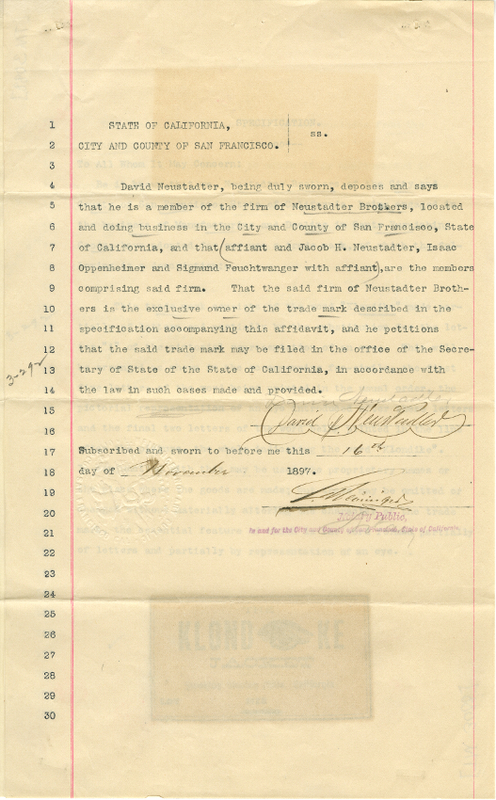 1 STATE OF CALIFORNIA,
ss.
2 CITY AND COUNTY OF SAN FRANCISCO.
3
4 David Neustadter, being duly sworn, deposes and says
5 that he is a member of the firm of Neustadter Brothers, located
6 and doing business in the City and County of San Francisco, State
7 of California, and that (affiant and Jacob H. Neustadter, Isaac
8 Oppenheimer and Sigmund Feuchtwanger with affiant), are the members
9 comprising said firm. That the said firm of Neustadter Broth-
10 ers is the exclusive owner of the trade mark described in the
11 specification accompanying this affidavit, and he petitions
12 that the said trade mark may be filed in the office of the Secre-
13 tary of State of the State of California, in accordance with
14 the law in such cases made and provided.
3-292
15
16 David Neustadter
17 Subscribed and sworn to before me this 16th
18 day of November 1897.
19
20 Notary Public,
21 In and for the City and County of San Francisco, State of California.
22
23
24
25
26
27
28
29
30